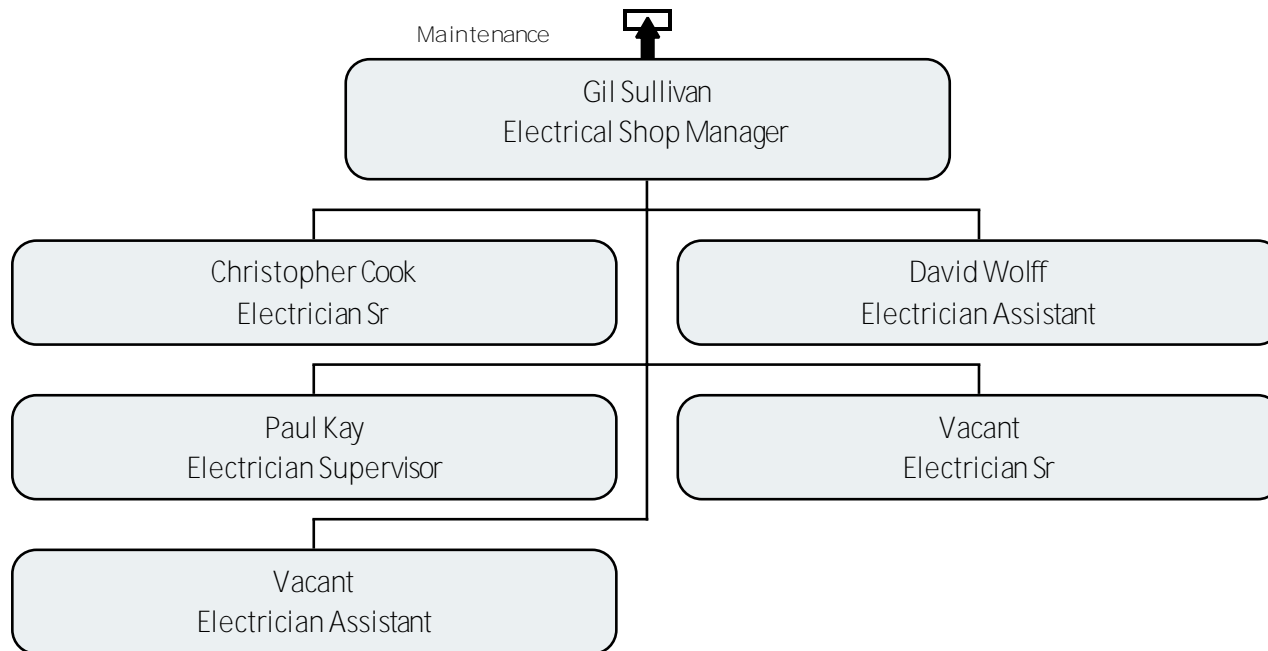 Maintenance
Gil Sullivan
Electrical Shop Manager
Christopher Cook
Electrician Sr
David Wolff
Electrician Assistant
Paul Kay
Electrician Supervisor
Vacant
Electrician Sr
Vacant
Electrician Assistant